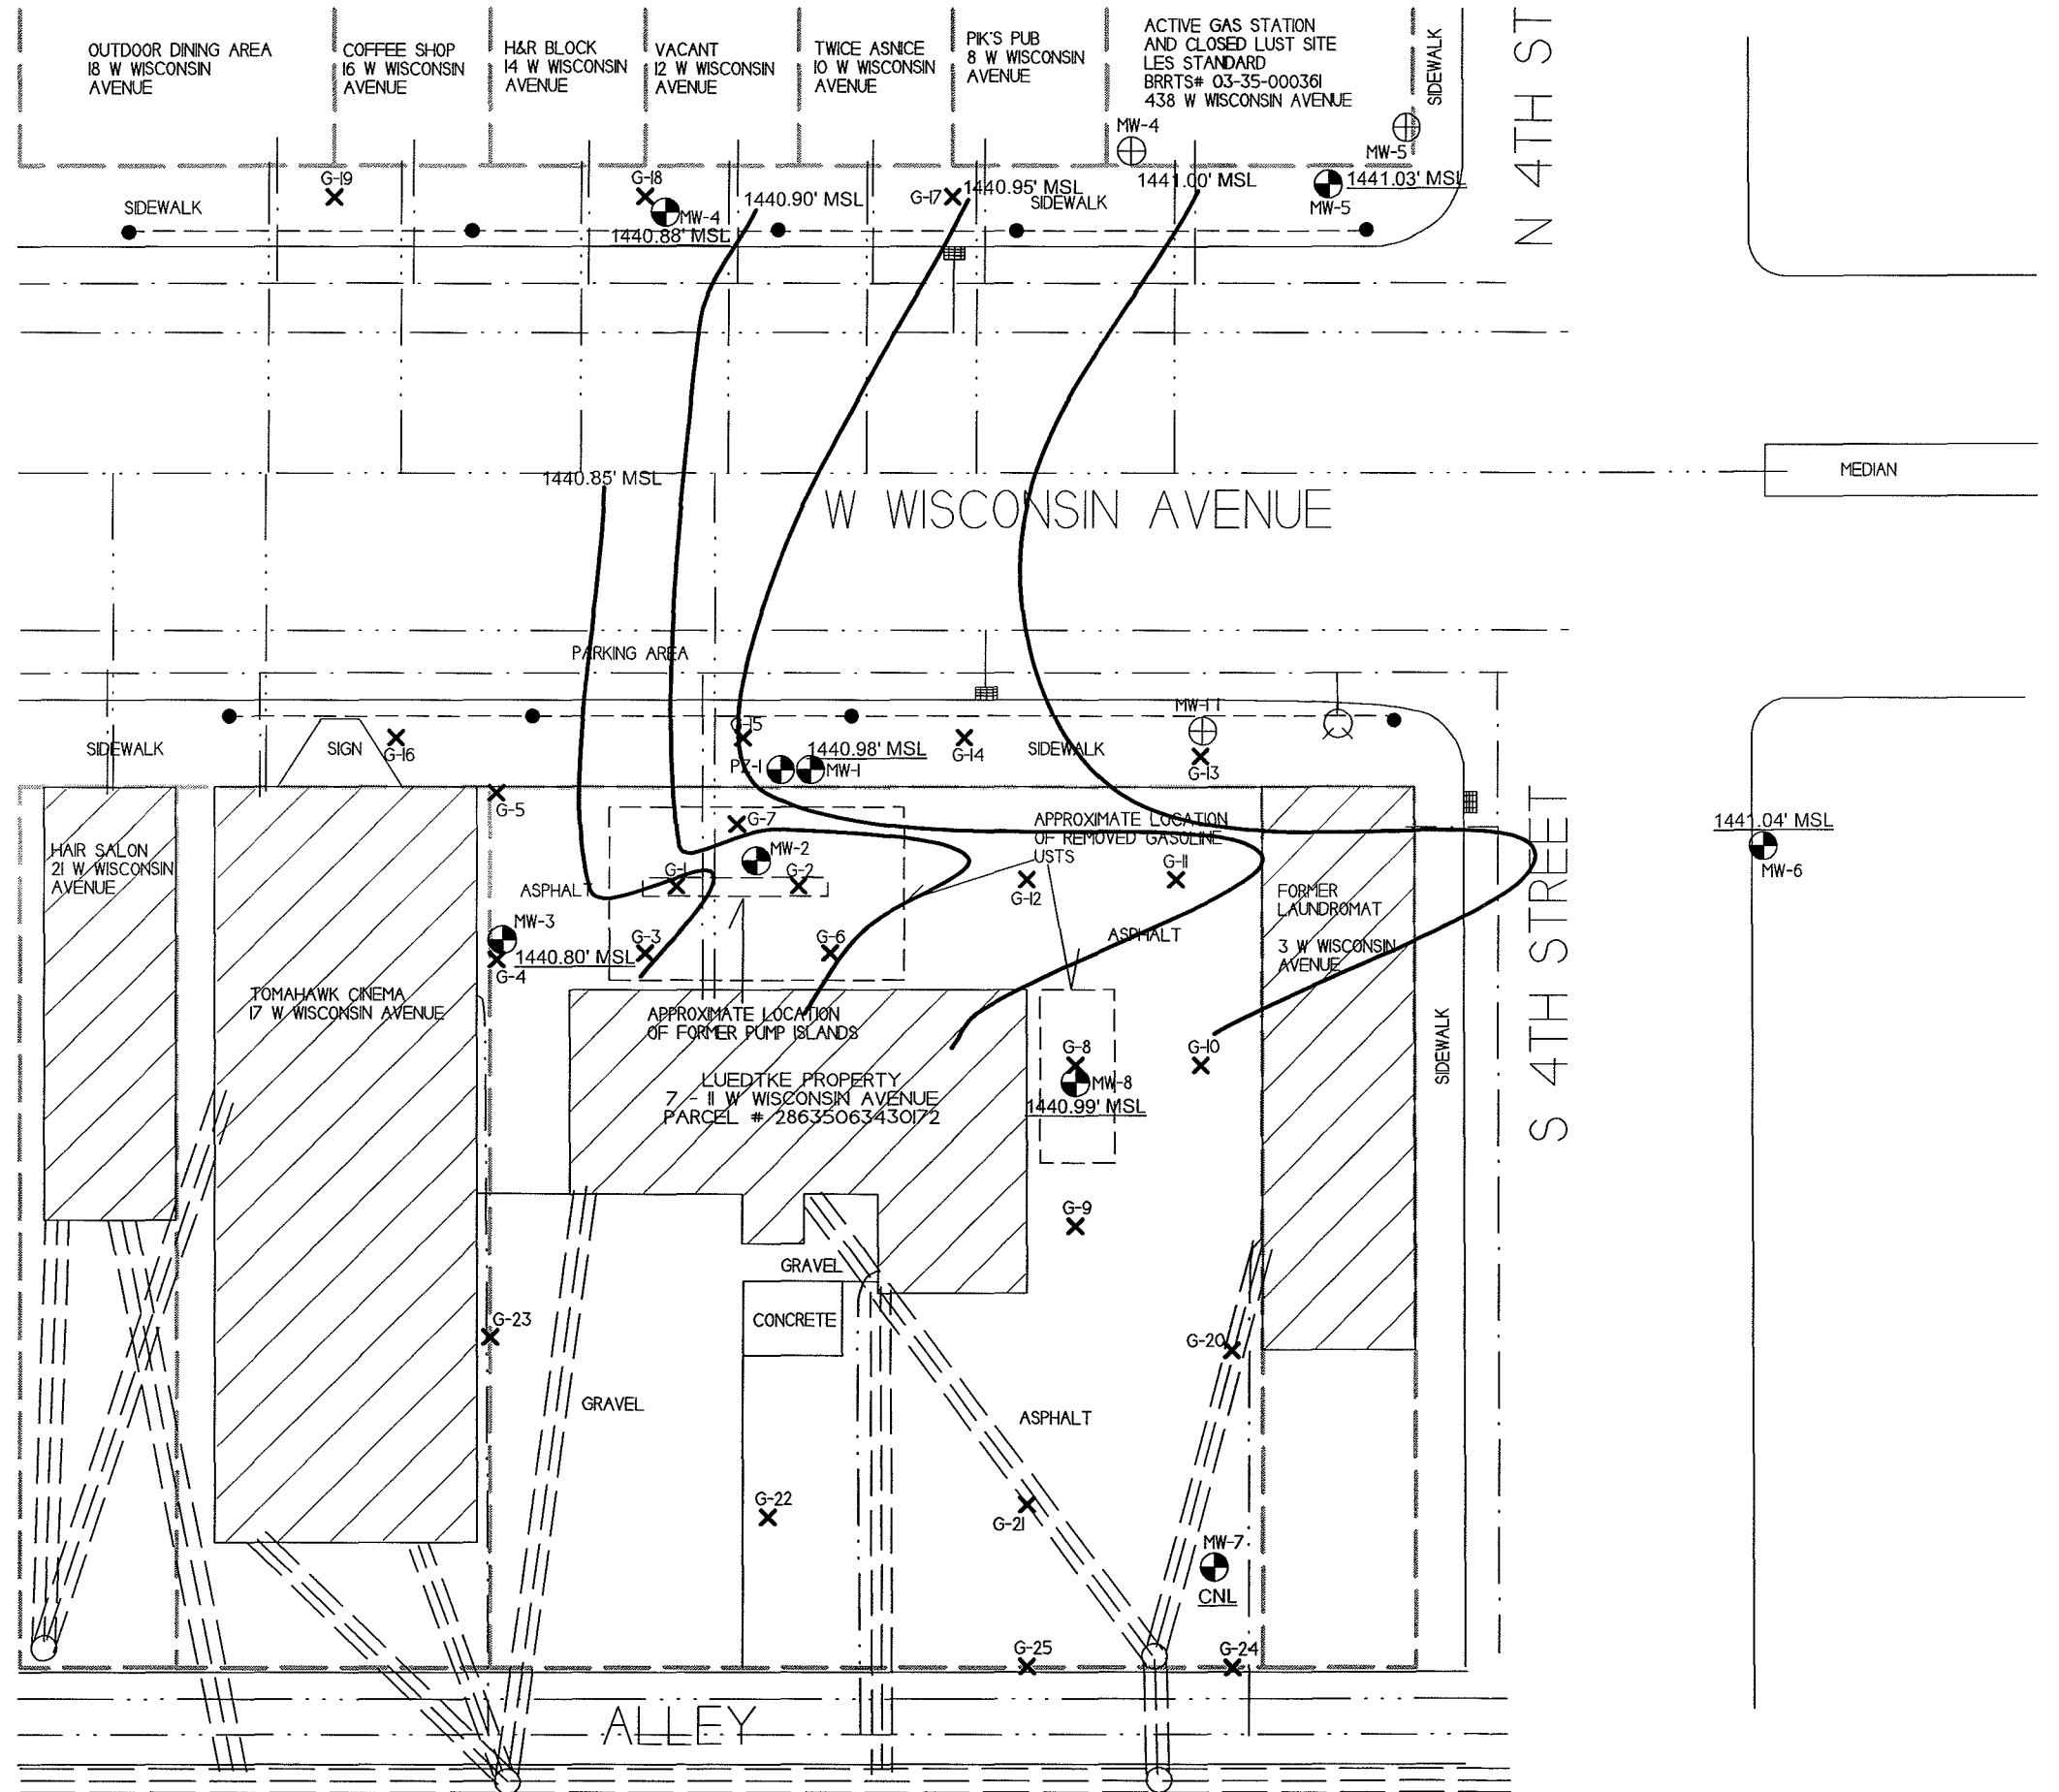 OUTDOOR DINING AREA
18 W WISCONSIN
AVENUE
COFFEE SHOP
16 W WISCONSIN
AVENUE
H&R BLOCK
14 W WISCONSIN
AVENUE
VACANT
12 W WISCONSIN
AVENUE
TWICE ASNICE
10 W WISCONSIN
AVENUE
PIK'S PUB
8 W WISCONSIN
AVENUE
ACTIVE GAS STATION
AND CLOSED LUST SITE
LES STANDARD
BRRTS# 03-35-000361
438 W WISCONSIN AVENUE
SIDEWALK
N 4TH ST
MW-4
MW-5
G-19
G-18
MW-4
1440.88' MSL
1440.90' MSL
G-17
1440.95' MSL
SIDEWALK
1441.00' MSL
1441.03' MSL
MW-5
SIDEWALK
1440.85' MSL
W WISCONSIN AVENUE
MEDIAN
PARKING AREA
SIDEWALK
SIGN
G-16
G-15
PZ-1
1440.98' MSL
MW-1
G-14
SIDEWALK
MW-11
G-13
G-5
G-7
APPROXIMATE LOCATION
OF REMOVED GASOLINE
USTS
1441.04' MSL
MW-6
HAIR SALON
21 W WISCONSIN
AVENUE
ASPHALT
G-1
MW-2
G-2
G-12
G-11
FORMER
LAUNDROMAT
3 W WISCONSIN
AVENUE
S 4TH STREET
MW-3
1440.80' MSL
G-4
G-3
G-6
ASPHALT
TOMAHAWK CINEMA
17 W WISCONSIN AVENUE
APPROXIMATE LOCATION
OF FORMER PUMP ISLANDS
G-8
MW-8
1440.99' MSL
G-10
SIDEWALK
LUEDTKE PROPERTY
7 - 11 W WISCONSIN AVENUE
PARCEL # 28635063430172
G-9
GRAVEL
CONCRETE
G-23
G-20
GRAVEL
ASPHALT
G-22
G-21
MW-7
CNL
G-25
G-24
ALLEY